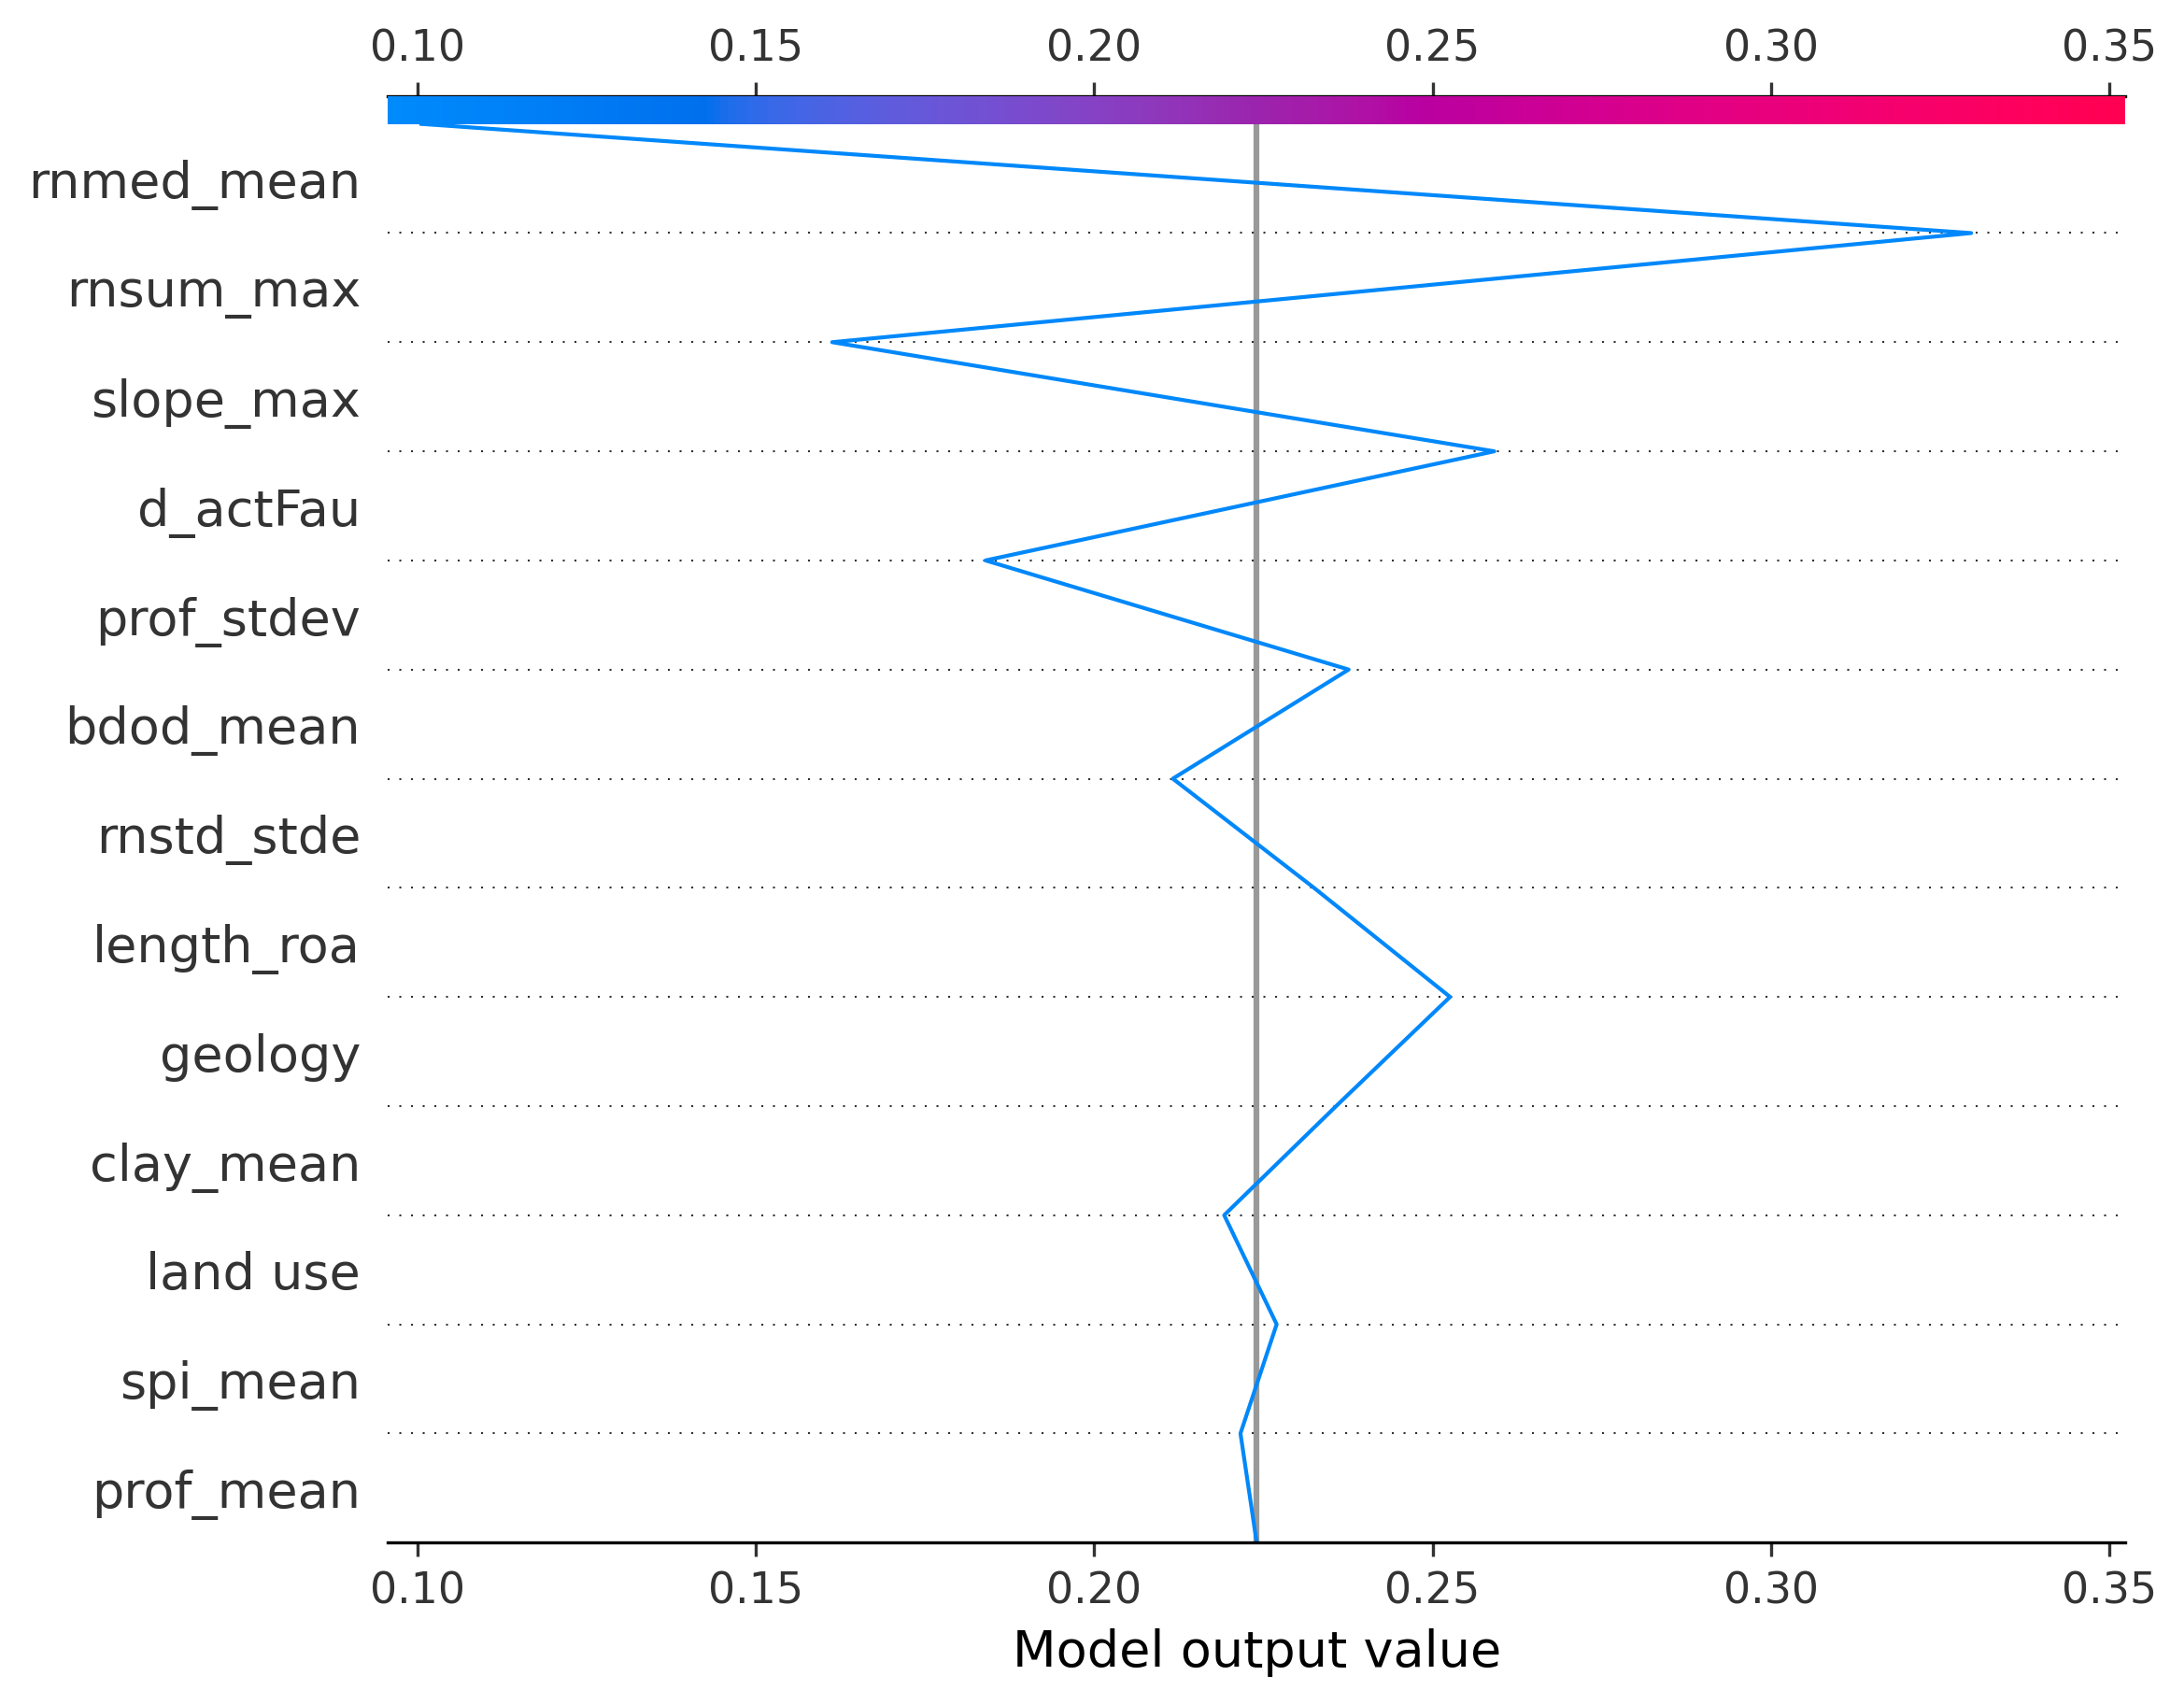 0.10 0.15 0.20 0.25 0.30 0.35
rnmed_mean
rnsum_max
slope_max
d_actFau
prof_stdev
bdod_mean
rnstd_stde
length_roa
geology
clay_mean
land use
spi_mean
prof_mean
0.10 0.15 0.20 0.25 0.30 0.35
Model output value